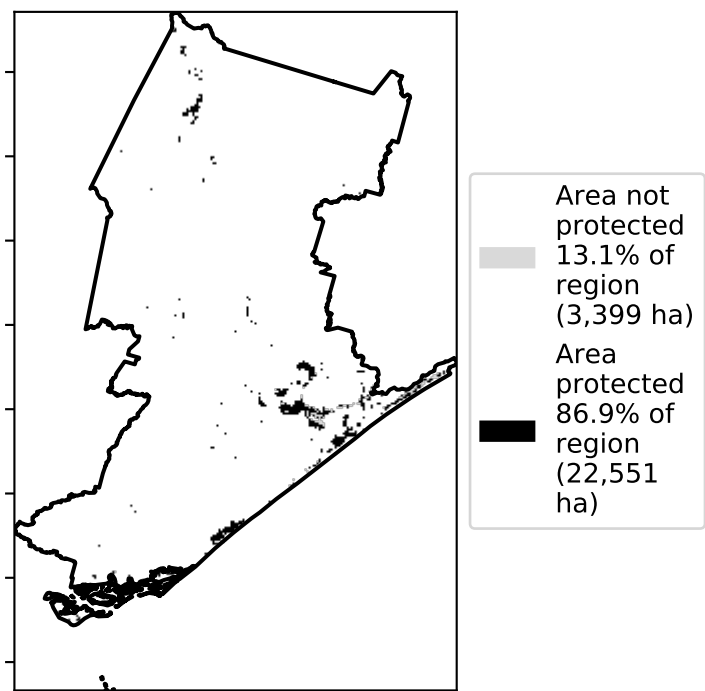 Area not
protected
13.1% of
region
(3,399 ha)
Area
protected
86.9% of
region
(22,551
ha)